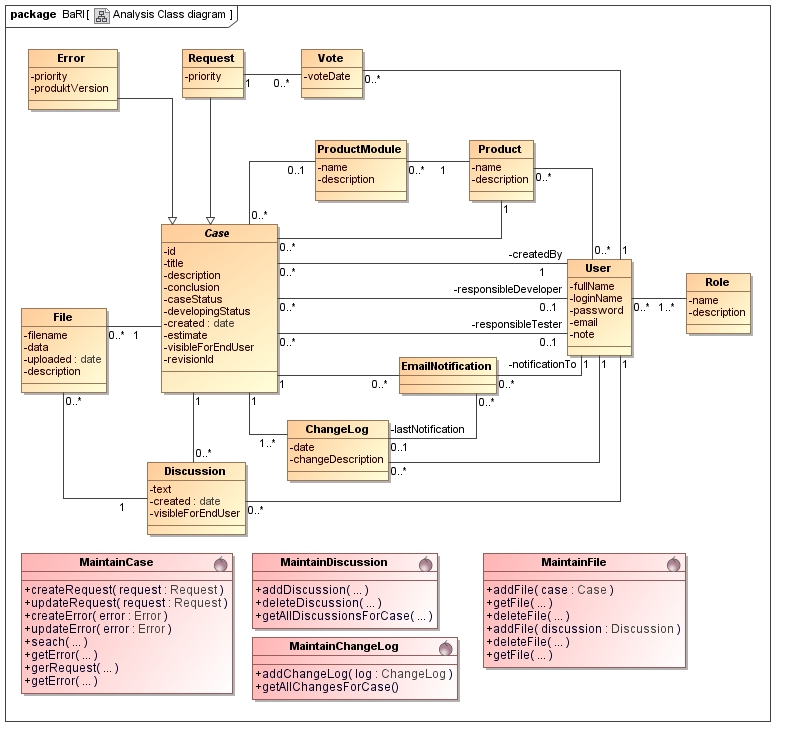 package BaRI[ Analysis Class diagram ]
Error
-priority
-produktVersion
Request
-priority
1
0..*
Vote
-voteDate
0..*
ProductModule
-name
-description
0..1
0..*
0..*
1
Product
-name
-description
0..*
1
0..*
1
Case
-id
-title
-description
-conclusion
-caseStatus
-developingStatus
-created : date
-estimate
-visibleForEndUser
-revisionId
0..*
0..*
-createdBy
1
0..*
-responsibleDeveloper
0..1
0..*
-responsibleTester
0..1
User
-fullName
-loginName
-password
-email
-note
0..*
1..*
Role
-name
-description
File
-filename
-data
-uploaded : date
-description
0..*
1
0..*
1
0..*
EmailNotification
0..*
-notificationTo
1
1
1
0..*
1
1
1..*
ChangeLog
-date
-changeDescription
-lastNotification
0..1
0..*
0..*
Discussion
-text
-created : date
-visibleForEndUser
1
0..*
MaintainCase
+createRequest( request : Request )
+updateRequest( request : Request )
+createError( error : Error )
+updateError( error : Error )
+seach( ... )
+getError( ... )
+gerRequest( ... )
+getError( ... )
MaintainDiscussion
+addDiscussion( ... )
+deleteDiscussion( ... )
+getAllDiscussionsForCase( ... )
MaintainChangeLog
+addChangeLog( log : ChangeLog )
+getAllChangesForCase()
MaintainFile
+addFile( case : Case )
+getFile( ... )
+deleteFile( ... )
+addFile( discussion : Discussion )
+deleteFile( ... )
+getFile( ... )